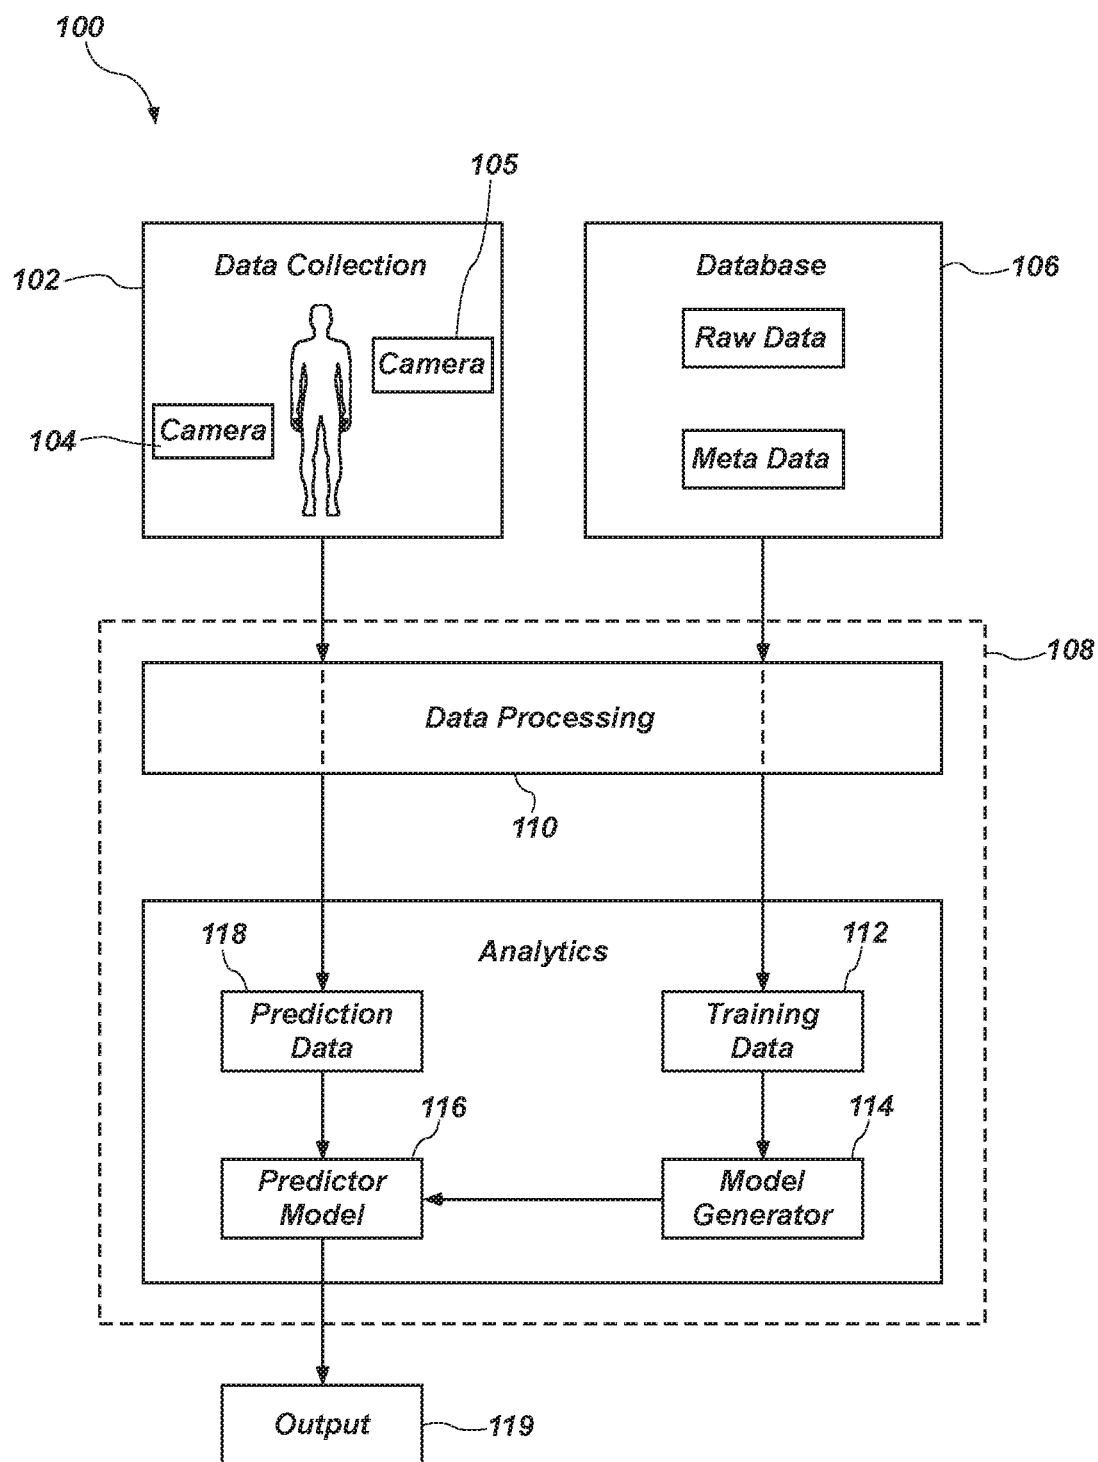 100
105
Data Collection
Database
102
106
Raw Data
Camera
Camera
104
Meta Data
108
Data Processing
110
118
112
Analytics
Prediction
Data
Training
Data
116
114
Predictor
Model
Model
Generator
Output
119